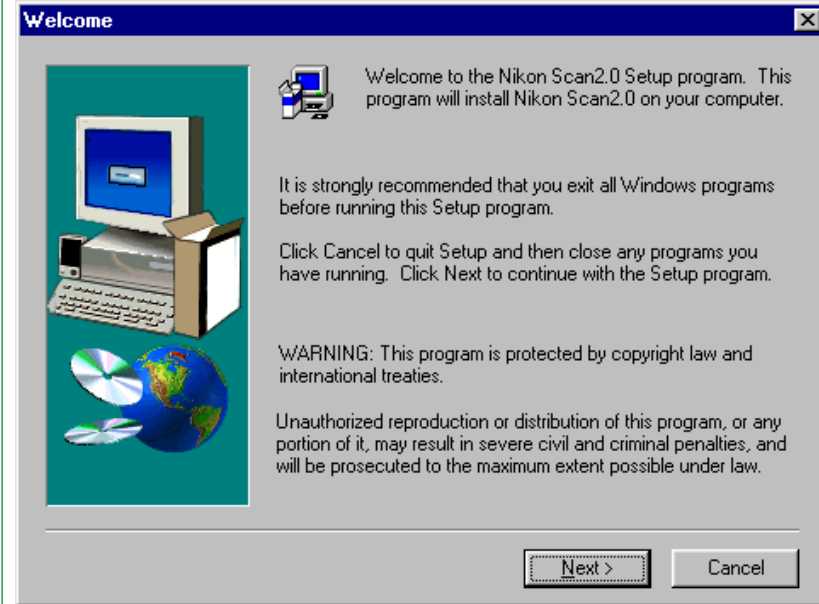 Welcome
Welcome to the Nikon Scan2.0 Setup program.  This
program will install Nikon Scan2.0 on your computer.
It is strongly recommended that you exit all Windows programs
before running this Setup program.
Click Cancel to quit Setup and then close any programs you
have running.  Click Next to continue with the Setup program.
WARNING: This program is protected by copyright law and
international treaties.
Unauthorized reproduction or distribution of this program, or any
portion of it, may result in severe civil and criminal penalties, and
will be prosecuted to the maximum extent possible under law.
Next >
Cancel